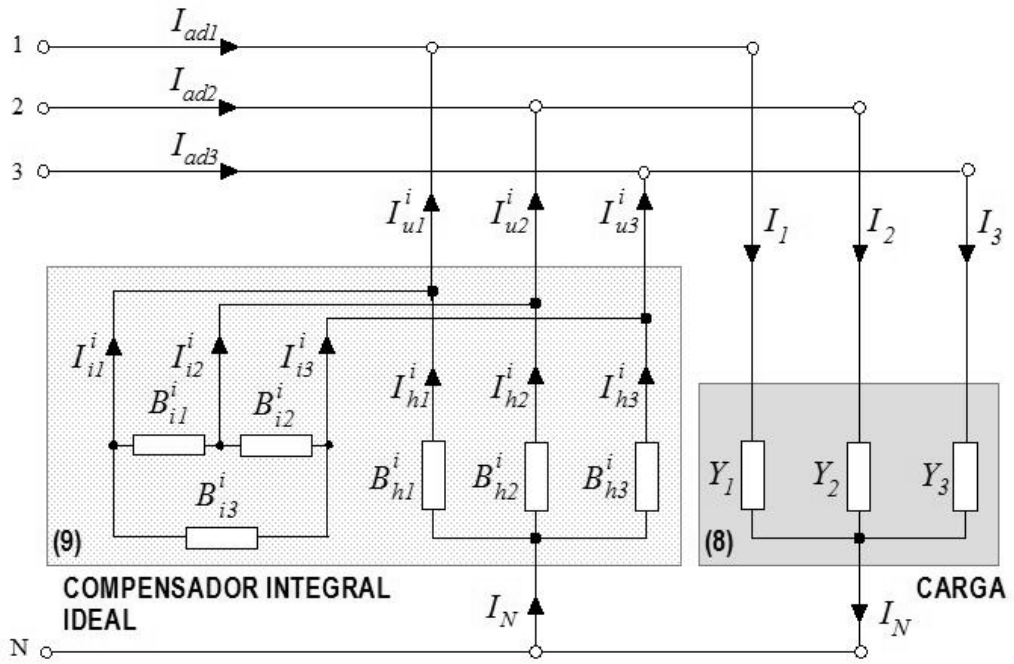 1
I_ad1
2
I_ad2
3
I_ad3
I^i_u1
I^i_u2
I^i_u3
I_1
I_2
I_3
I^i_i1
I^i_i2
I^i_i3
I^i_h1
I^i_h2
I^i_h3
B^i_i1
B^i_i2
B^i_i3
B^i_h1
B^i_h2
B^i_h3
Y_1
Y_2
Y_3
(9)
(8)
COMPENSADOR INTEGRAL
IDEAL
CARGA
I_N
I_N
N